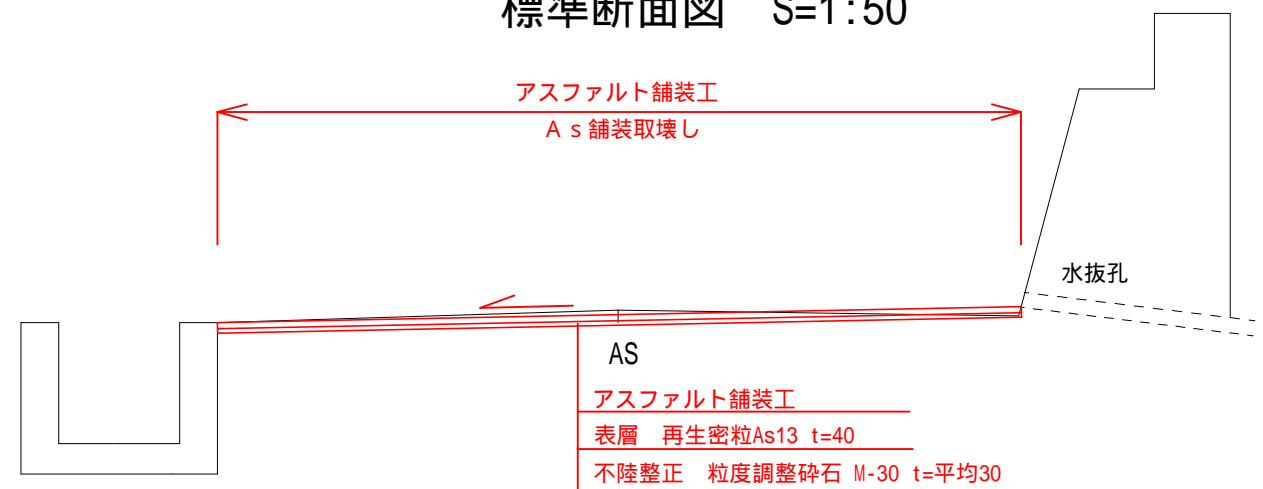 標準断面図　S=1:50
アスファルト舗装工
Ａｓ舗装取壊し
水抜孔
AS
アスファルト舗装工
表層　再生密粒As13 t=40
不陸整正　粒度調整砕石 M-30 t=平均30